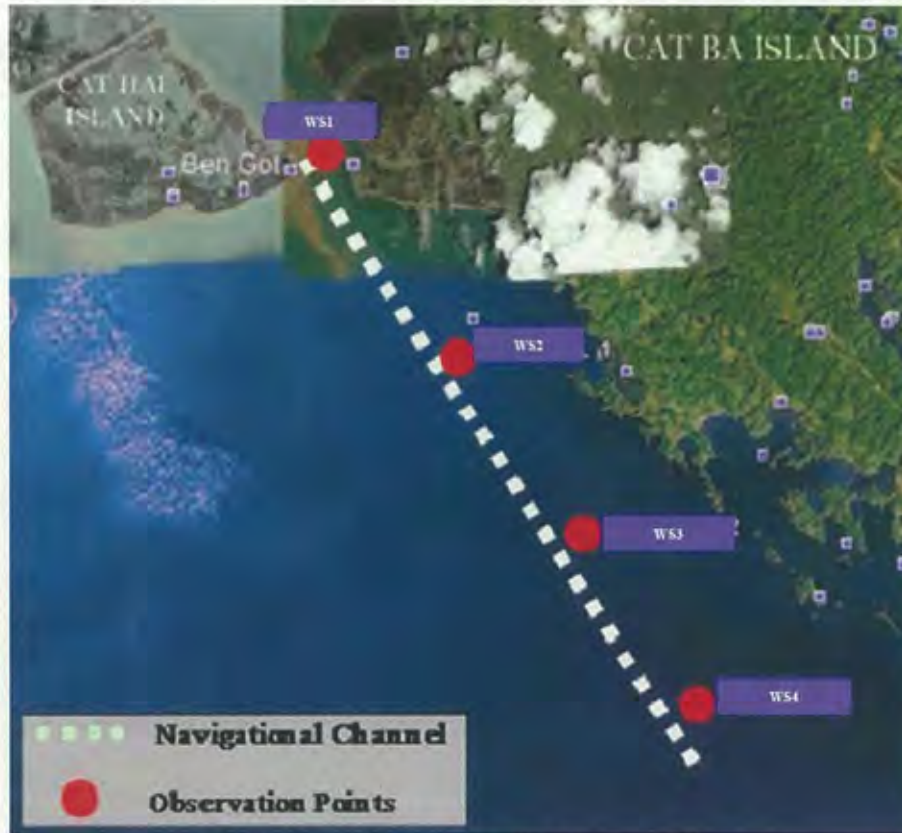 CAT HAI
ISLAND
CAT BA ISLAND
WS1
Ben Got
WS2
WS3
WS4
Navigational Channel
Observation Points